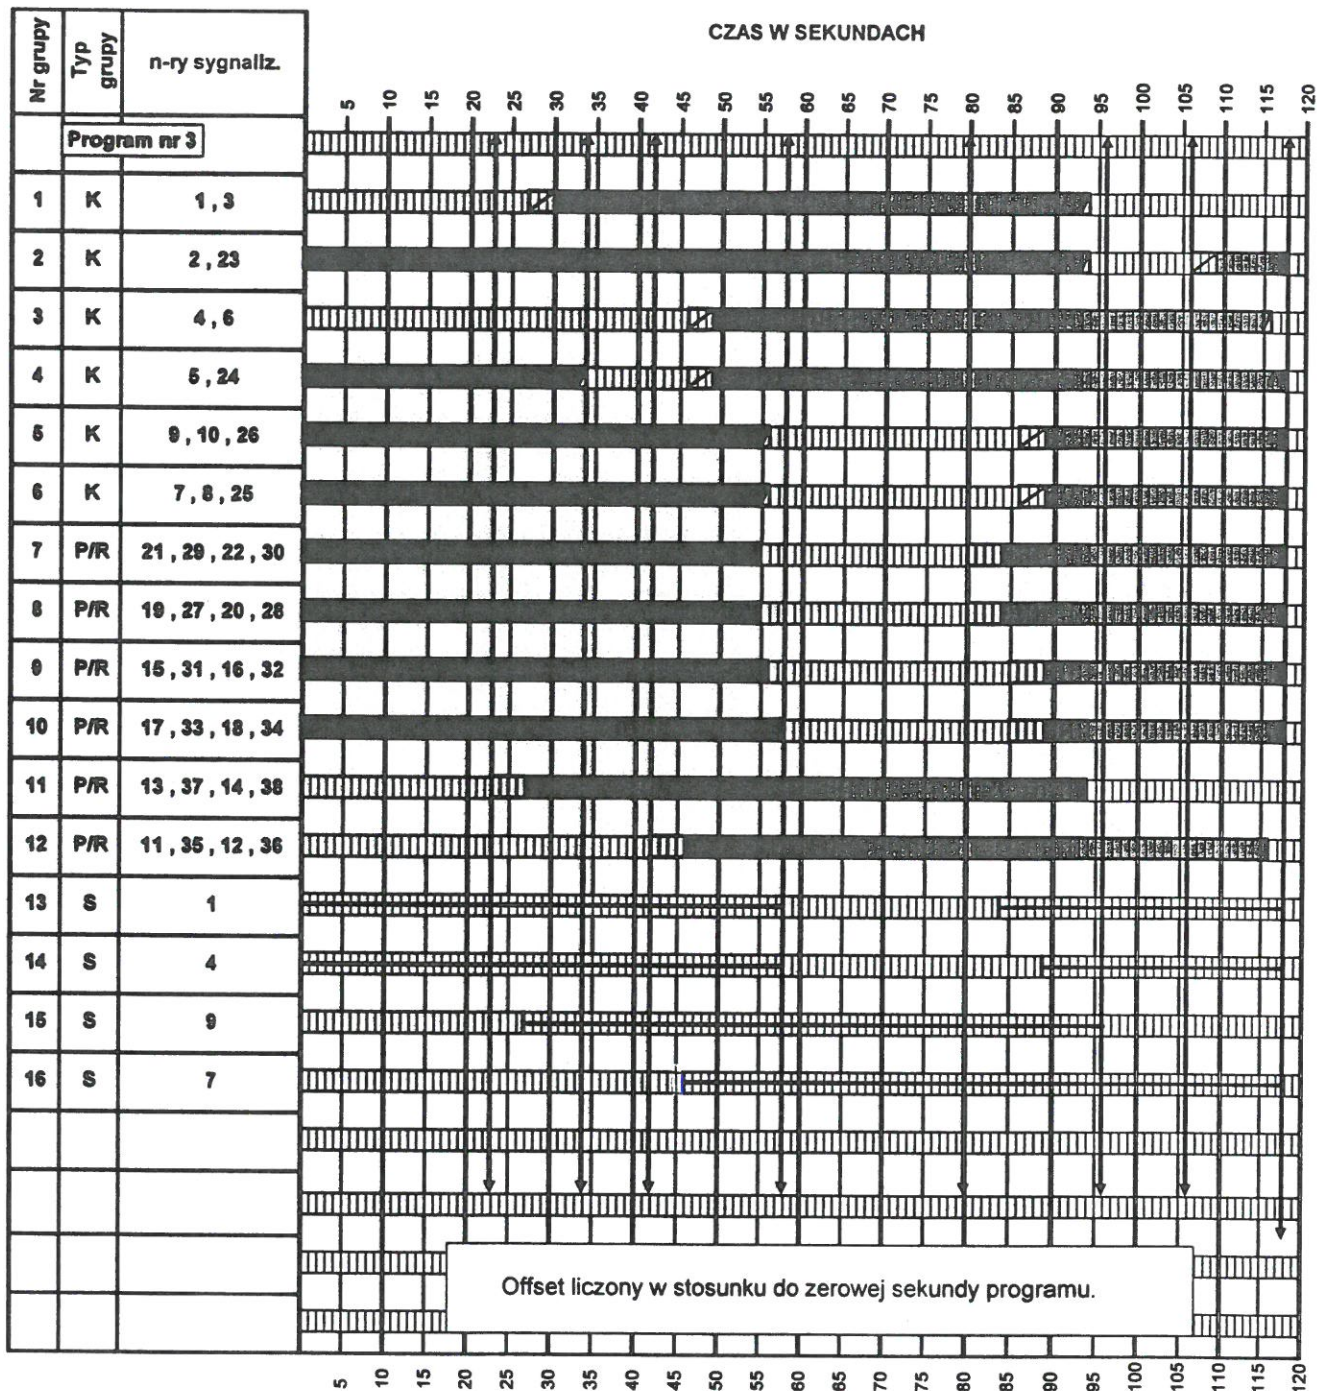 CZAS W SEKUNDACH
Nr grupy Typ grupy n-ry sygnaliz.
5 10 15 20 25 30 35 40 45 50 55 60 65 70 75 80 85 90 95 100 105 110 115 120
Program nr 3
1 K 1 , 3
2 K 2 , 23
3 K 4 , 6
4 K 5 , 24
5 K 9 , 10 , 26
6 K 7 , 8 , 25
7 P/R 21 , 29 , 22 , 30
8 P/R 19 , 27 , 20 , 28
9 P/R 15 , 31 , 16 , 32
10 P/R 17 , 33 , 18 , 34
11 P/R 13 , 37 , 14 , 38
12 P/R 11 , 35 , 12 , 36
13 S 1
14 S 4
15 S 9
16 S 7
Offset liczony w stosunku do zerowej sekundy programu.
5 10 15 20 25 30 35 40 45 50 55 60 65 70 75 80 85 90 95 100 105 110 115 120